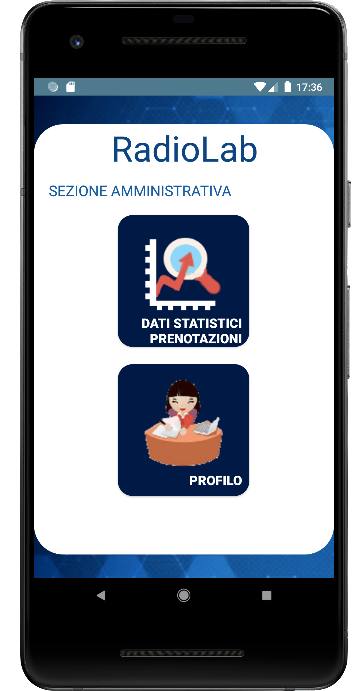 17:36
RadioLab
SEZIONE AMMINISTRATIVA
DATI STATISTICI
PRENOTAZIONI
PROFILO